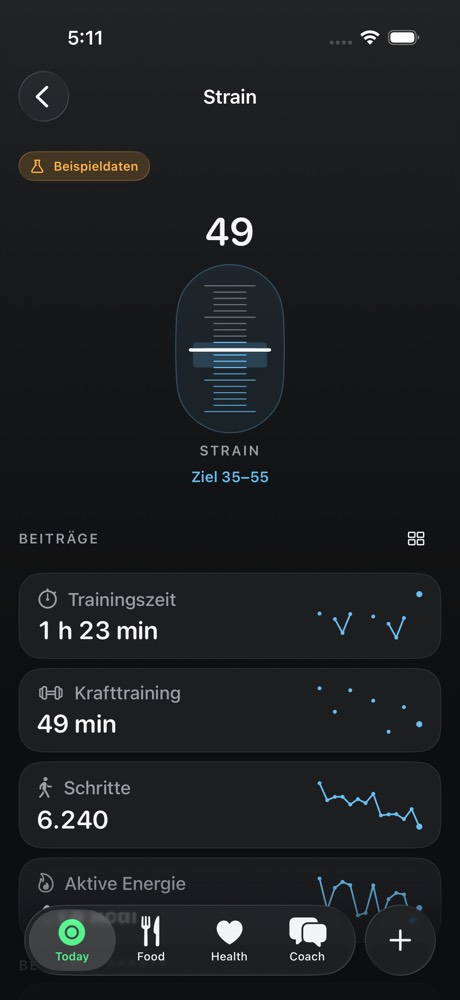 5:11
Strain
Beispieldaten
49
STRAIN
Ziel 35–55
BEITRÄGE
Trainingszeit
1 h 23 min
Krafttraining
49 min
Schritte
6.240
Aktive Energie
Today
Food
Health
Coach